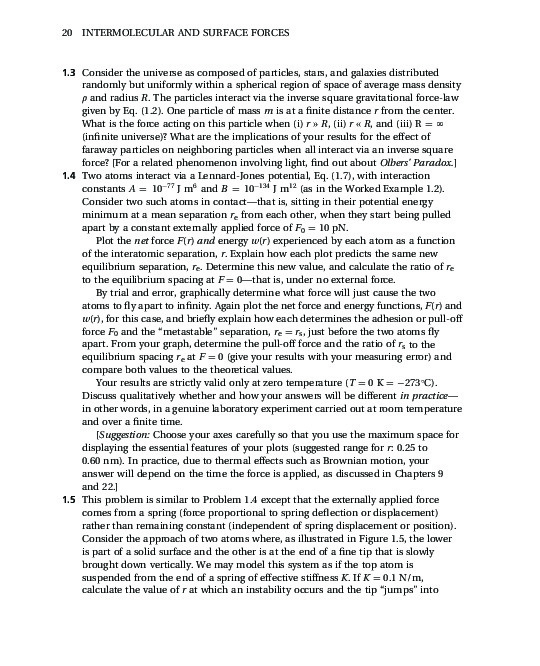 20 INTERMOLECULAR AND SURFACE FORCES
1.3 Consider the universe as composed of particles, stars, and galaxies distributed
randomly but uniformly within a spherical region of space of average mass density
ρ and radius R. The particles interact via the inverse square gravitational force-law
given by Eq. (1.2). One particle of mass m is at a finite distance r from the center.
What is the force acting on this particle when (i) r » R, (ii) r « R, and (iii) R = ∞
(infinite universe)? What are the implications of your results for the effect of
faraway particles on neighboring particles when all interact via an inverse square
force? [For a related phenomenon involving light, find out about Olbers' Paradox.]
1.4 Two atoms interact via a Lennard-Jones potential, Eq. (1.7), with interaction
constants A = 10⁻⁷⁷ J m⁶ and B = 10⁻¹³⁴ J m¹² (as in the Worked Example 1.2).
Consider two such atoms in contact—that is, sitting in their potential energy
minimum at a mean separation rₑ from each other, when they start being pulled
apart by a constant externally applied force of F₀ = 10 pN.
Plot the net force F(r) and energy w(r) experienced by each atom as a function
of the interatomic separation, r. Explain how each plot predicts the same new
equilibrium separation, rₑ. Determine this new value, and calculate the ratio of rₑ
to the equilibrium spacing at F = 0—that is, under no external force.
By trial and error, graphically determine what force will just cause the two
atoms to fly apart to infinity. Again plot the net force and energy functions, F(r) and
w(r), for this case, and briefly explain how each determines the adhesion or pull-off
force F₀ and the “metastable” separation, rₑ = rₛ, just before the two atoms fly
apart. From your graph, determine the pull-off force and the ratio of rₛ to the
equilibrium spacing rₑ at F = 0 (give your results with your measuring error) and
compare both values to the theoretical values.
Your results are strictly valid only at zero temperature (T = 0 K = −273°C).
Discuss qualitatively whether and how your answers will be different in practice—
in other words, in a genuine laboratory experiment carried out at room temperature
and over a finite time.
[Suggestion: Choose your axes carefully so that you use the maximum space for
displaying the essential features of your plots (suggested range for r: 0.25 to
0.60 nm). In practice, due to thermal effects such as Brownian motion, your
answer will depend on the time the force is applied, as discussed in Chapters 9
and 22.]
1.5 This problem is similar to Problem 1.4 except that the externally applied force
comes from a spring (force proportional to spring deflection or displacement)
rather than remaining constant (independent of spring displacement or position).
Consider the approach of two atoms where, as illustrated in Figure 1.5, the lower
is part of a solid surface and the other is at the end of a fine tip that is slowly
brought down vertically. We may model this system as if the top atom is
suspended from the end of a spring of effective stiffness K. If K = 0.1 N/m,
calculate the value of r at which an instability occurs and the tip “jumps” into